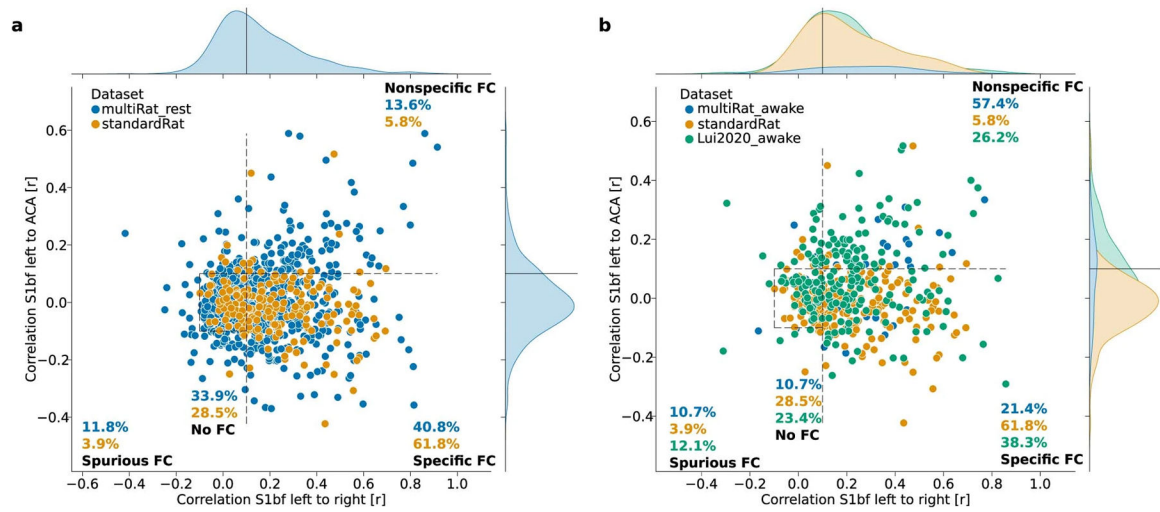 a
Dataset
multiRat_rest
standardRat
Nonspecific FC
13.6%
5.8%
Correlation S1bf left to ACA [r]
0.6
0.4
0.2
0.0
−0.2
−0.4
33.9%
28.5%
No FC
11.8%
3.9%
Spurious FC
40.8%
61.8%
Specific FC
−0.6 −0.4 −0.2 0.0 0.2 0.4 0.6 0.8 1.0
Correlation S1bf left to right [r]
b
Dataset
multiRat_awake
standardRat
Lui2020_awake
Nonspecific FC
57.4%
5.8%
26.2%
Correlation S1bf left to ACA [r]
0.6
0.4
0.2
0.0
−0.2
−0.4
10.7%
28.5%
23.4%
No FC
10.7%
3.9%
12.1%
Spurious FC
21.4%
61.8%
38.3%
Specific FC
−0.6 −0.4 −0.2 0.0 0.2 0.4 0.6 0.8 1.0
Correlation S1bf left to right [r]